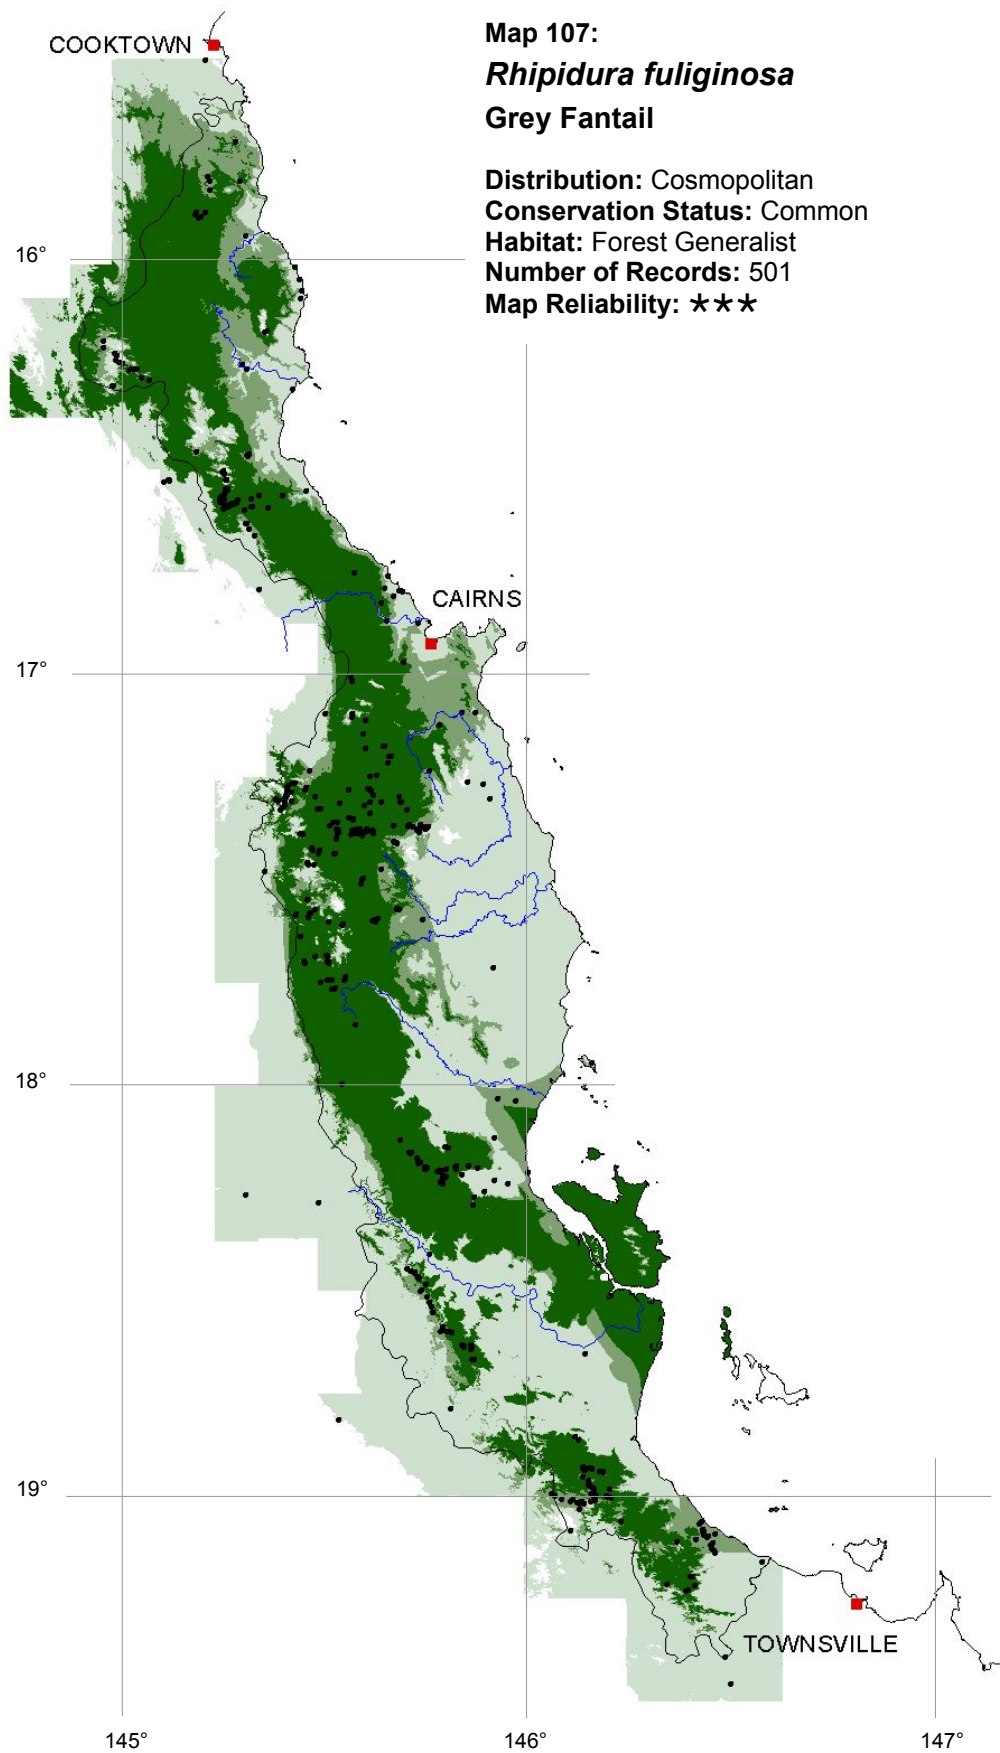 Map 107:
Rhipidura fuliginosa
Grey Fantail
Distribution: Cosmopolitan
Conservation Status: Common
Habitat: Forest Generalist
Number of Records: 501
Map Reliability: ***
COOKTOWN
16°
CAIRNS
17°
18°
19°
TOWNSVILLE
145°
146°
147°